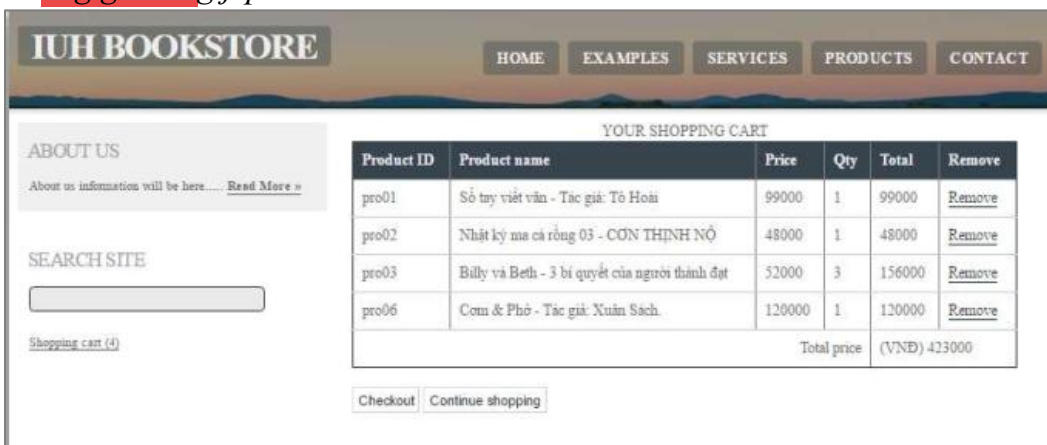 IUH BOOKSTORE
HOME EXAMPLES SERVICES PRODUCTS CONTACT
ABOUT US
About us information will be here...... Read More »
SEARCH SITE
Shopping cart (4)
YOUR SHOPPING CART
Product ID Product name Price Qty Total Remove
pro01 Sổ tay viết văn - Tác giả: Tô Hoài 99000 1 99000 Remove
pro02 Nhật ký ma cà rồng 03 - CƠN THỊNH NỘ 48000 1 48000 Remove
pro03 Billy và Beth - 3 bí quyết của người thành đạt 52000 3 156000 Remove
pro06 Cơm & Phở - Tác giả: Xuân Sách. 120000 1 120000 Remove
Total price (VNĐ) 423000
Checkout Continue shopping